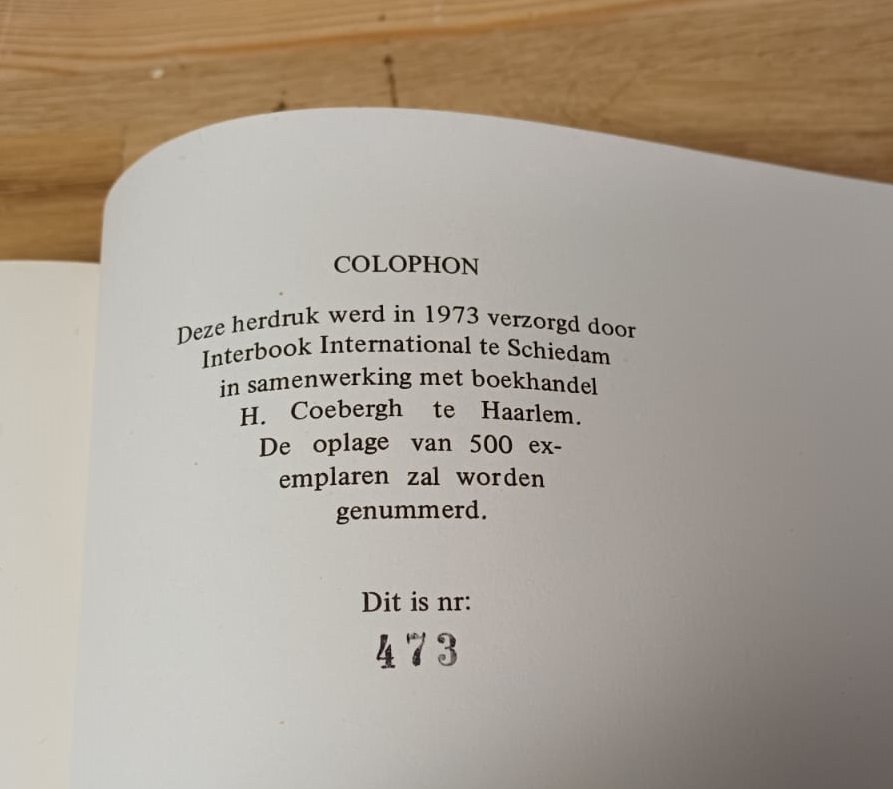 COLOPHON
Deze herdruk werd in 1973 verzorgd door
Interbook International te Schiedam
in samenwerking met boekhandel
H. Coebergh te Haarlem.
De oplage van 500 ex-
emplaren zal worden
genummerd.
Dit is nr:
473